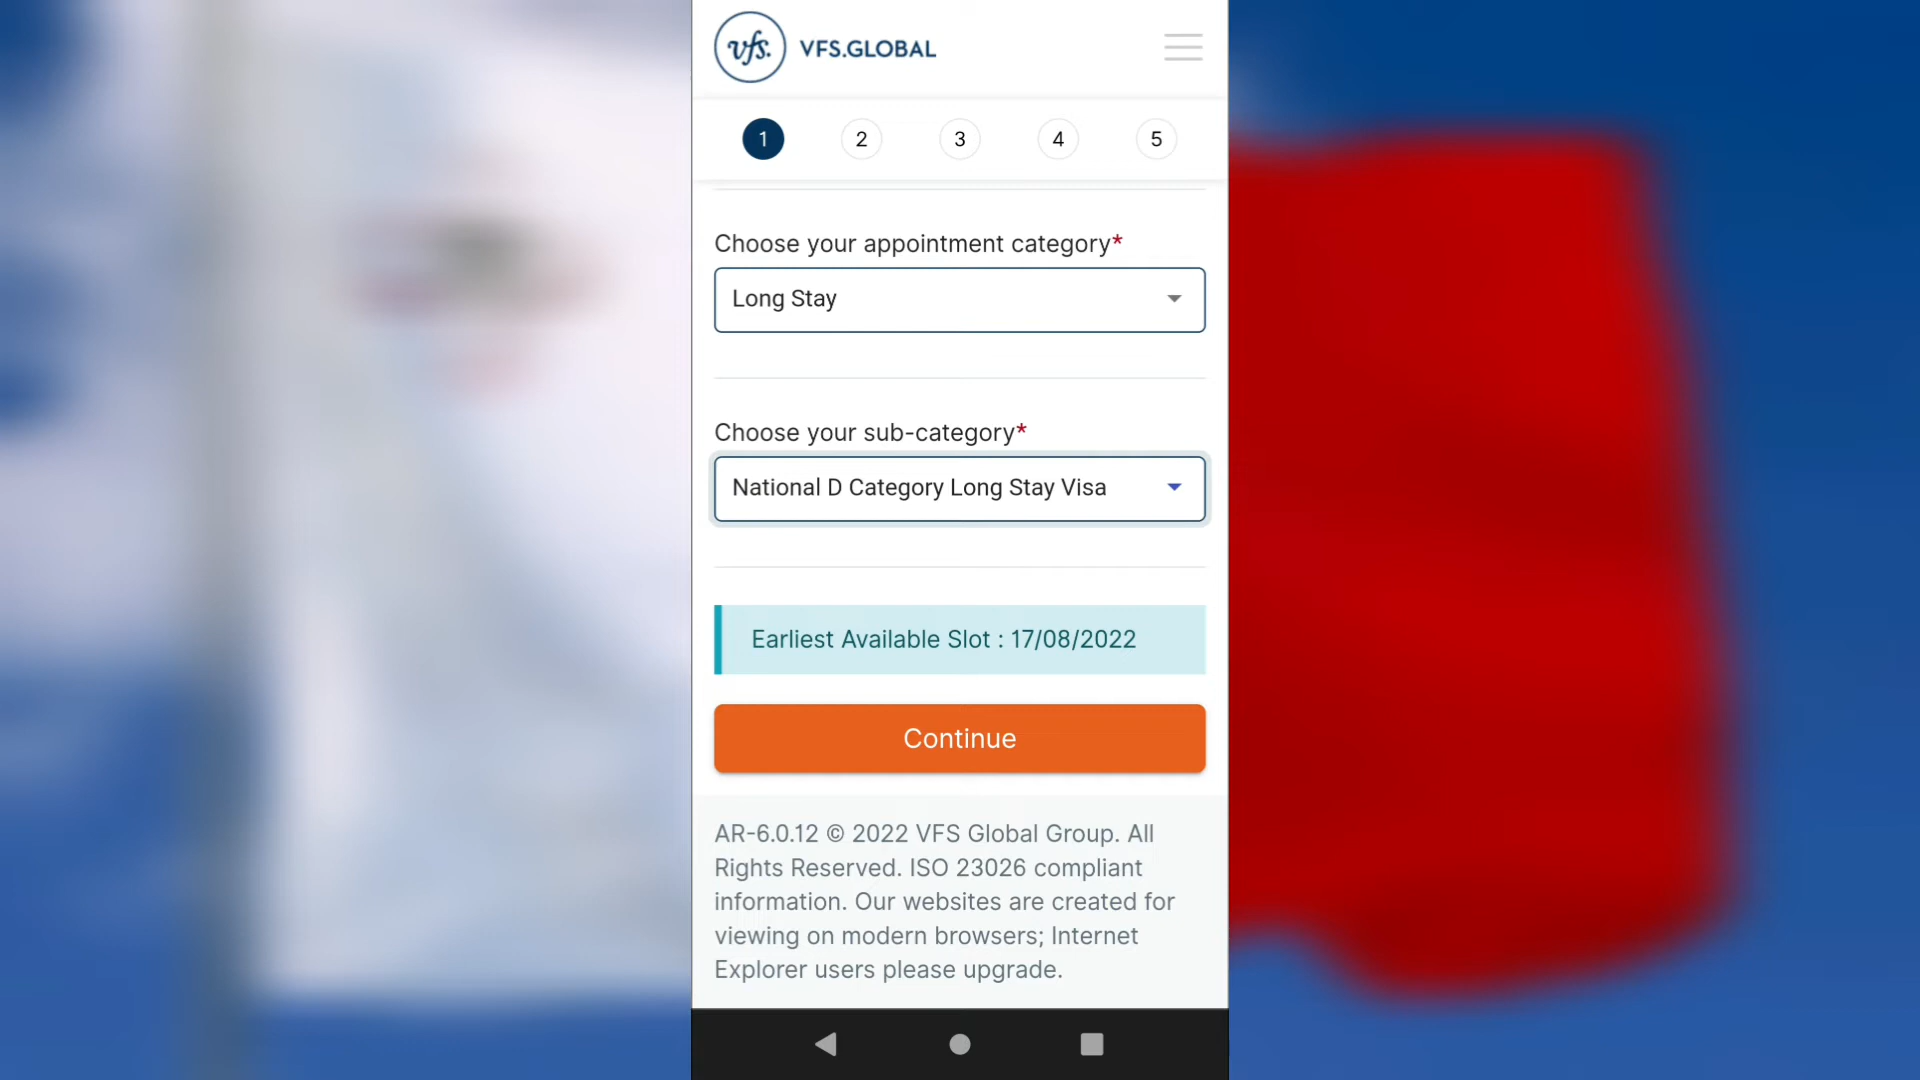 vfs. VFS.GLOBAL
1 2 3 4 5
Choose your appointment category*
Long Stay
Choose your sub-category*
National D Category Long Stay Visa
Earliest Available Slot : 17/08/2022
Continue
AR-6.0.12 © 2022 VFS Global Group. All
Rights Reserved. ISO 23026 compliant
information. Our websites are created for
viewing on modern browsers; Internet
Explorer users please upgrade.